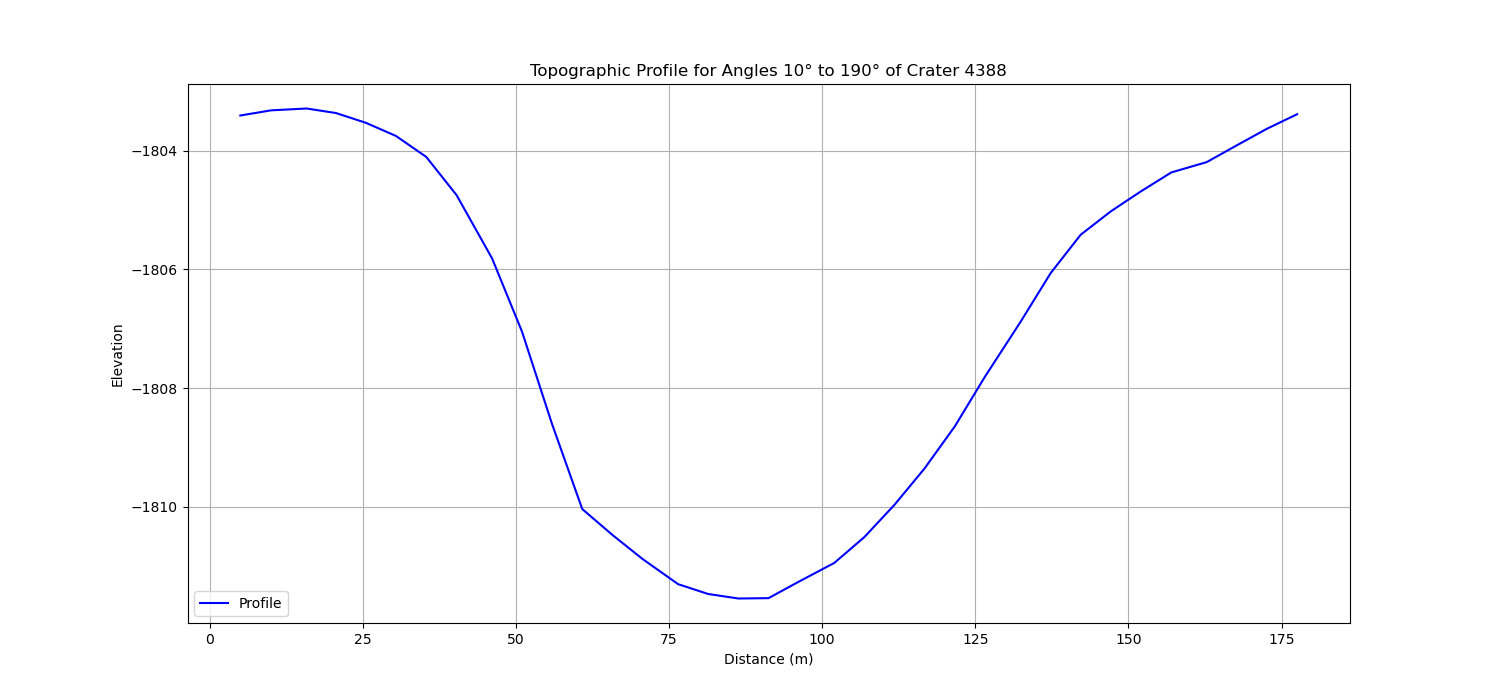 Topographic Profile for Angles 10° to 190° of Crater 4388
Elevation
−1804
−1806
−1808
−1810
Profile
0 25 50 75 100 125 150 175
Distance (m)